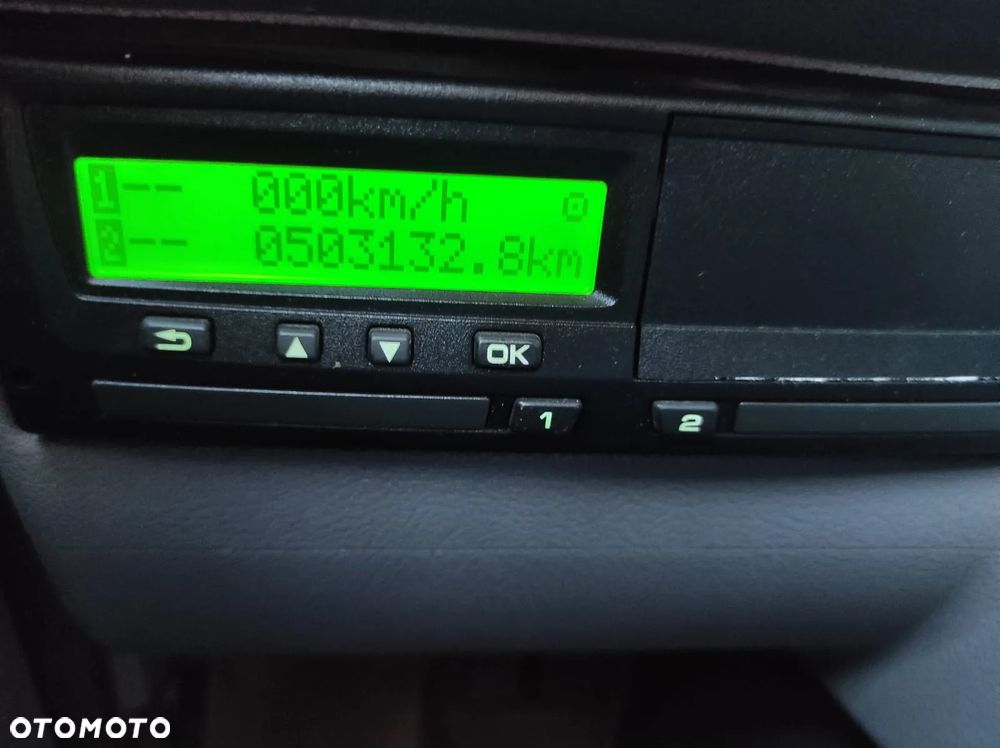 1-- 000km/h
2-- 0503132.8km
OK
1
2
OTOMOTO